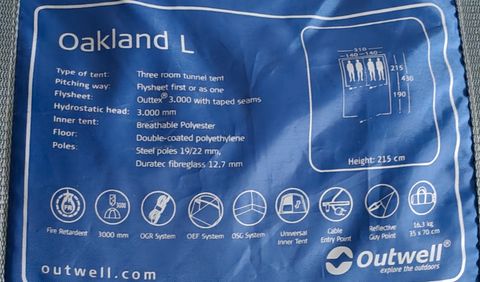 Oakland L
Type of tent: Three room tunnel tent
Pitching way: Flysheet first or as one
Flysheet: Outtex® 3.000 with taped seams
Hydrostatic head: 3.000 mm
Inner tent: Breathable Polyester
Floor: Double-coated polyethylene
Poles: Steel poles 19/22 mm,
Duratec fibreglass 12,7 mm
310
140 140
215
430
190
Height: 215 cm
3000
Fire Retardent
3000 mm
OGR System
OEF System
OSG System
Universal
Inner Tent
Cable
Entry Point
Reflective
Guy Point
16,3 kg
35 x 70 cm
outwell.com
Outwell®
explore the outdoors